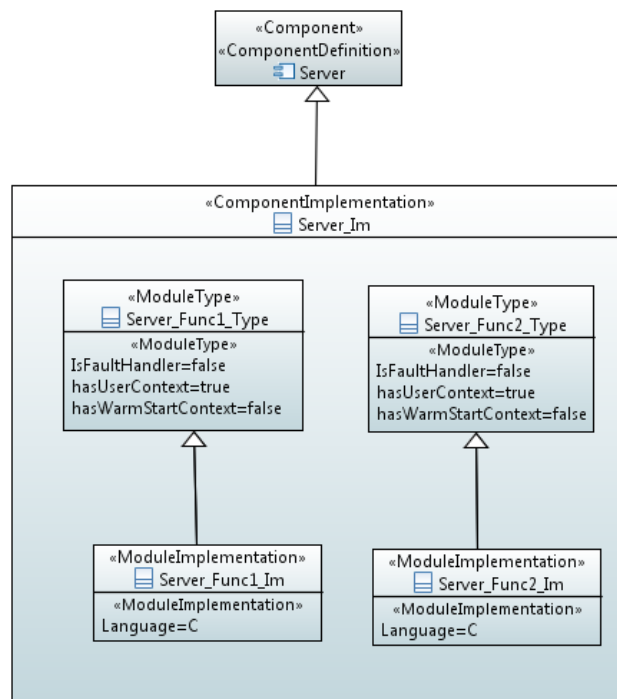 «Component»
«ComponentDefinition»
Server
«ComponentImplementation»
Server_Im
«ModuleType»
Server_Func1_Type
«ModuleType»
IsFaultHandler=false
hasUserContext=true
hasWarmStartContext=false
«ModuleType»
Server_Func2_Type
«ModuleType»
IsFaultHandler=false
hasUserContext=true
hasWarmStartContext=false
«ModuleImplementation»
Server_Func1_Im
«ModuleImplementation»
Language=C
«ModuleImplementation»
Server_Func2_Im
«ModuleImplementation»
Language=C